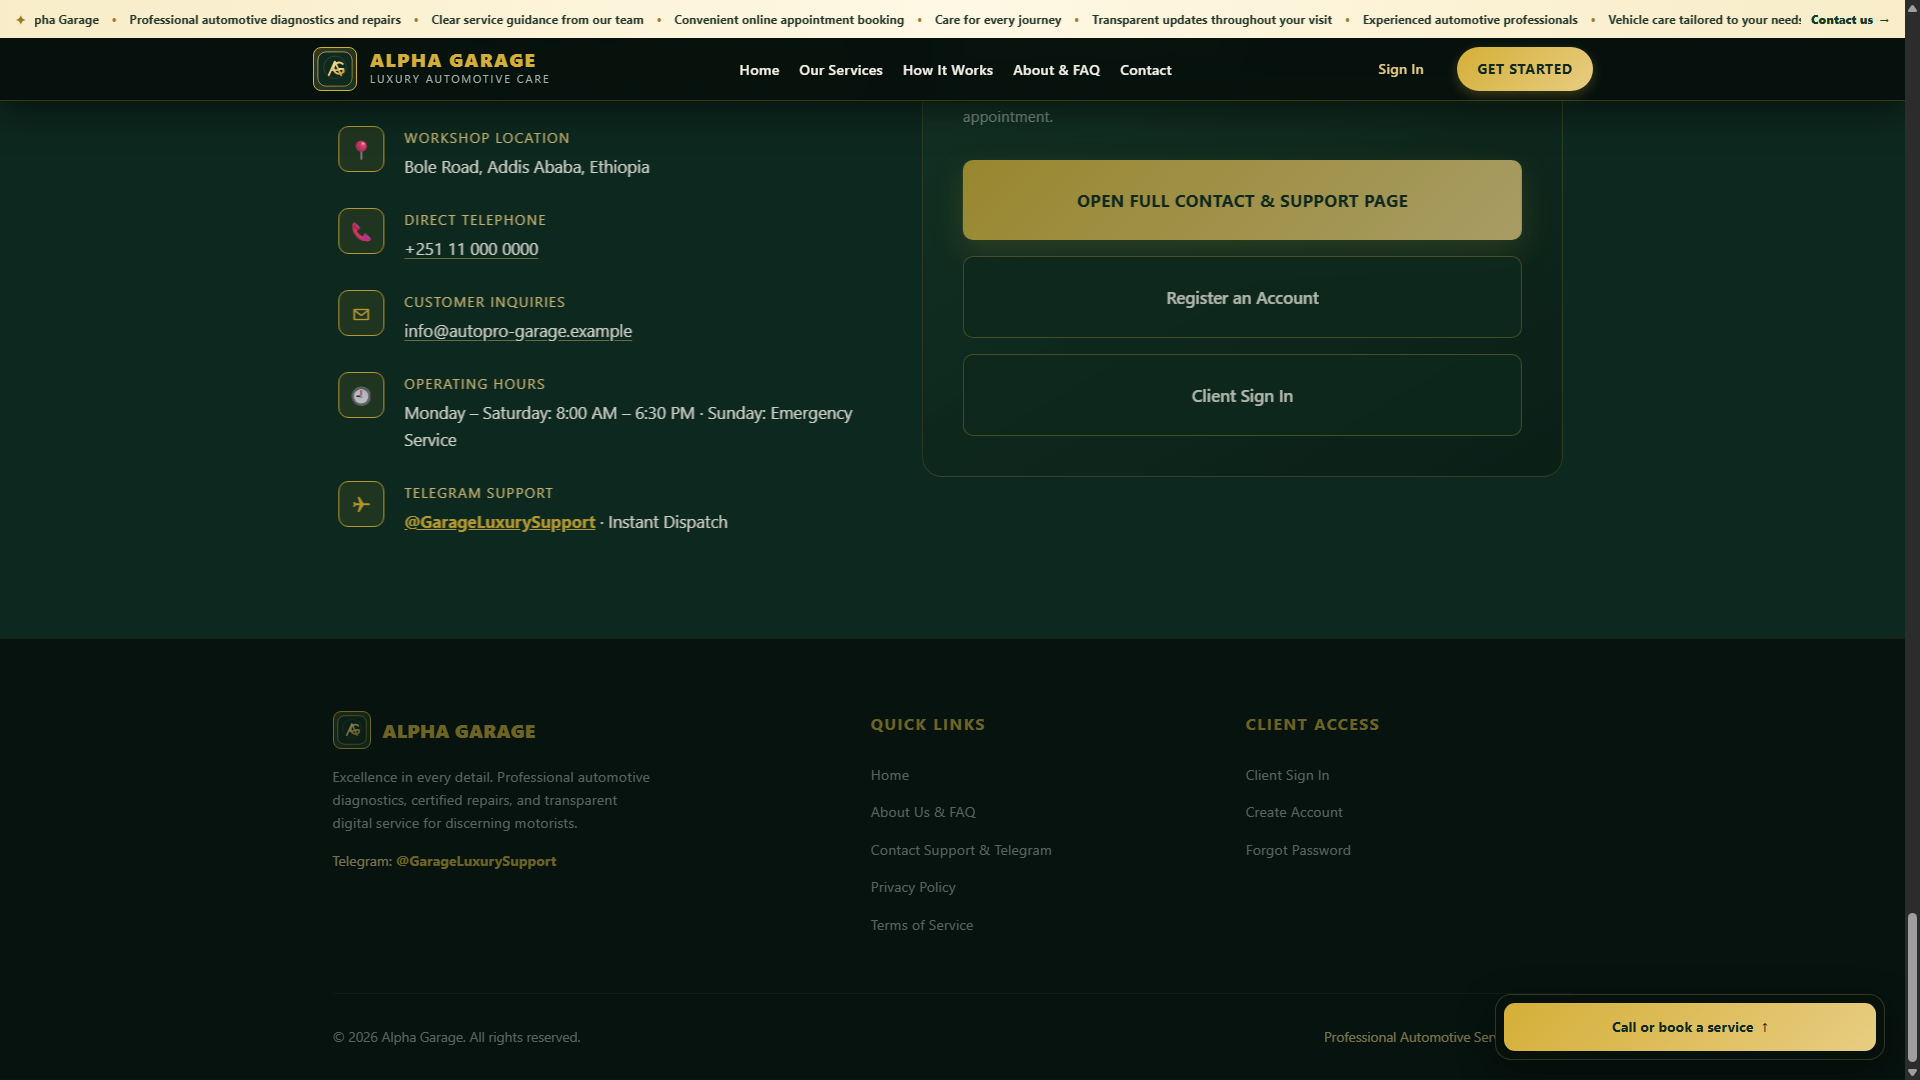 ✦ pha Garage • Professional automotive diagnostics and repairs • Clear service guidance from our team • Convenient online appointment booking • Care for every journey • Transparent updates throughout your visit • Experienced automotive professionals • Vehicle care tailored to your needs Contact us →
ALPHA GARAGE
LUXURY AUTOMOTIVE CARE
Home Our Services How It Works About & FAQ Contact
Sign In GET STARTED
WORKSHOP LOCATION
Bole Road, Addis Ababa, Ethiopia
DIRECT TELEPHONE
+251 11 000 0000
CUSTOMER INQUIRIES
info@autopro-garage.example
OPERATING HOURS
Monday – Saturday: 8:00 AM – 6:30 PM · Sunday: Emergency
Service
TELEGRAM SUPPORT
@GarageLuxurySupport · Instant Dispatch
appointment.
OPEN FULL CONTACT & SUPPORT PAGE
Register an Account
Client Sign In
AG ALPHA GARAGE
Excellence in every detail. Professional automotive
diagnostics, certified repairs, and transparent
digital service for discerning motorists.
Telegram: @GarageLuxurySupport
QUICK LINKS
Home
About Us & FAQ
Contact Support & Telegram
Privacy Policy
Terms of Service
CLIENT ACCESS
Client Sign In
Create Account
Forgot Password
© 2026 Alpha Garage. All rights reserved.
Professional Automotive Ser
Call or book a service ↑